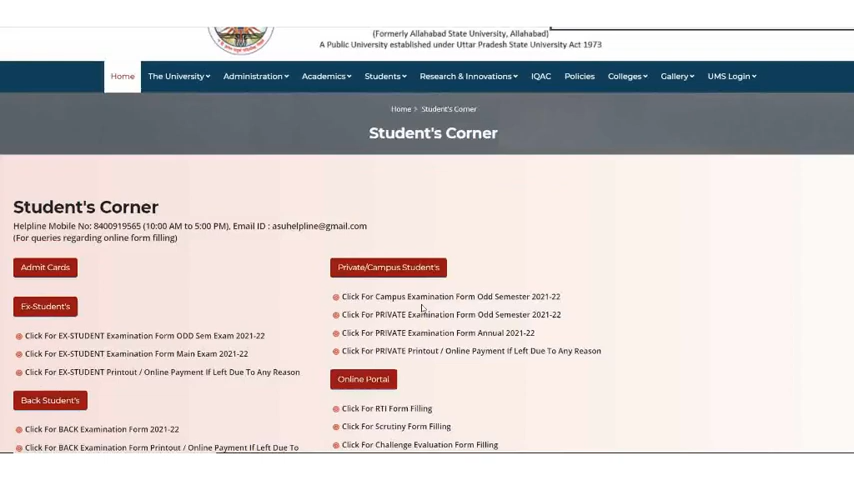 (Formerly Allahabad State University, Allahabad)
A Public University established under Uttar Pradesh State University Act 1973
Home The University Administration Academics Students Research & Innovations IQAC Policies Colleges Gallery UMS Login
Home > Student's Corner
Student's Corner
Student's Corner
Helpline Mobile No: 8400919565 (10:00 AM to 5:00 PM), Email ID : asuhelpline@gmail.com
(For queries regarding online form filling)
Admit Cards
Ex-Student's
Click For EX-STUDENT Examination Form ODD Sem Exam 2021-22
Click For EX-STUDENT Examination Form Main Exam 2021-22
Click For EX-STUDENT Printout / Online Payment If Left Due To Any Reason
Back Student's
Click For BACK Examination Form 2021-22
Click For BACK Examination Form Printout / Online Payment If Left Due To
Private/Campus Student's
Click For Campus Examination Form Odd Semester 2021-22
Click For PRIVATE Examination Form Odd Semester 2021-22
Click For PRIVATE Examination Form Annual 2021-22
Click For PRIVATE Printout / Online Payment If Left Due To Any Reason
Online Portal
Click For RTI Form Filling
Click For Scrutiny Form Filling
Click For Challenge Evaluation Form Filling